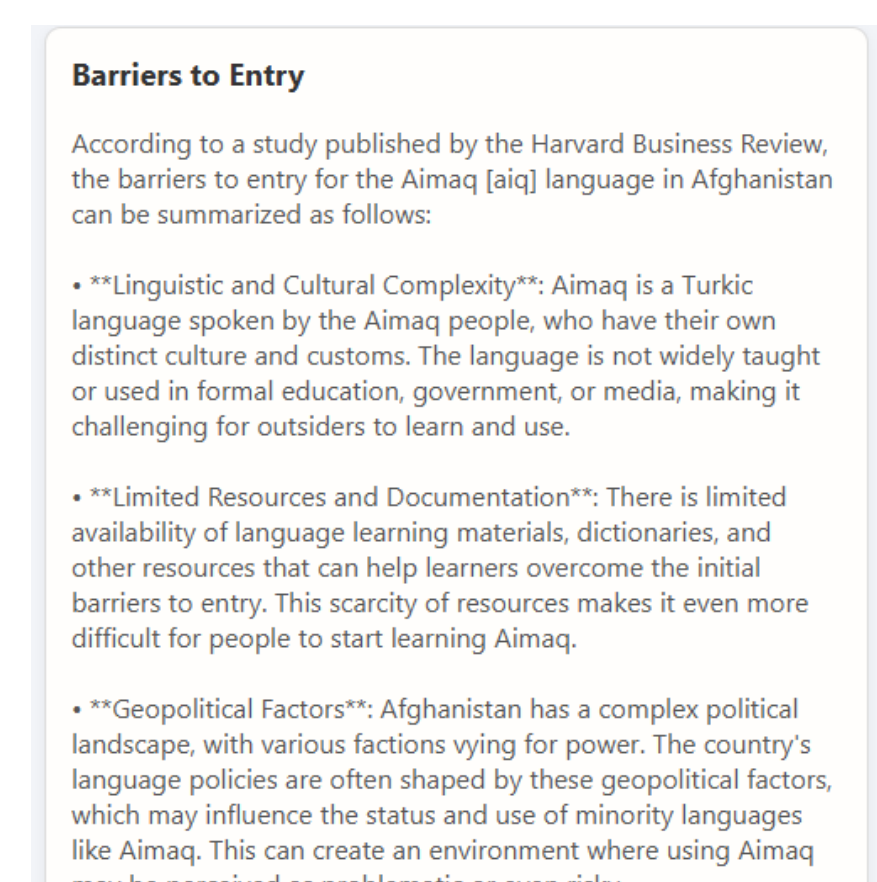 Barriers to Entry
According to a study published by the Harvard Business Review,
the barriers to entry for the Aimaq [aiq] language in Afghanistan
can be summarized as follows:
• **Linguistic and Cultural Complexity**: Aimaq is a Turkic
language spoken by the Aimaq people, who have their own
distinct culture and customs. The language is not widely taught
or used in formal education, government, or media, making it
challenging for outsiders to learn and use.
• **Limited Resources and Documentation**: There is limited
availability of language learning materials, dictionaries, and
other resources that can help learners overcome the initial
barriers to entry. This scarcity of resources makes it even more
difficult for people to start learning Aimaq.
• **Geopolitical Factors**: Afghanistan has a complex political
landscape, with various factions vying for power. The country's
language policies are often shaped by these geopolitical factors,
which may influence the status and use of minority languages
like Aimaq. This can create an environment where using Aimaq
may be perceived as problematic or even risky.